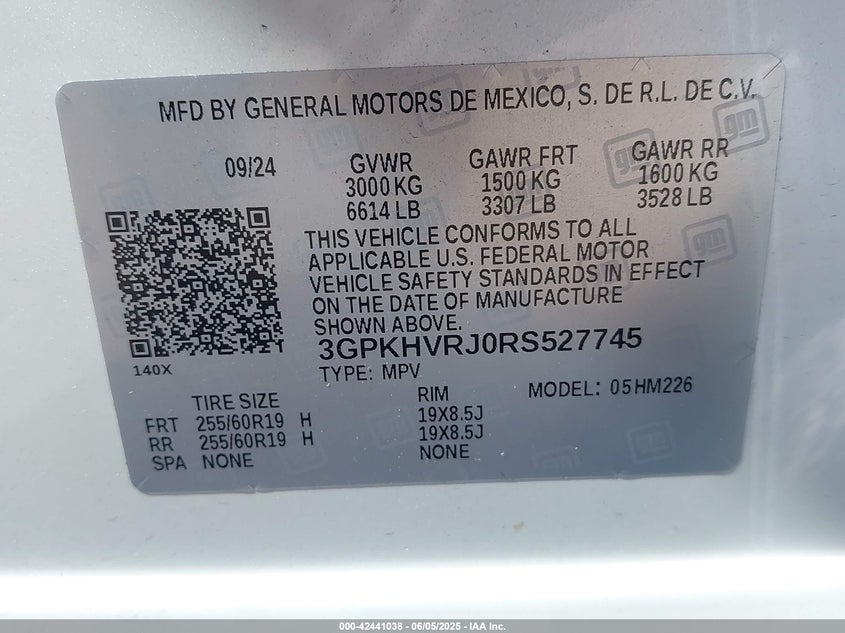 MFD BY GENERAL MOTORS DE MEXICO, S. DE R.L. DE C.V.
09/24 GVWR GAWR FRT GAWR RR
3000 KG 1500 KG 1600 KG
6614 LB 3307 LB 3528 LB
THIS VEHICLE CONFORMS TO ALL
APPLICABLE U.S. FEDERAL MOTOR
VEHICLE SAFETY STANDARDS IN EFFECT
ON THE DATE OF MANUFACTURE
SHOWN ABOVE.
3GPKHVRJ0RS527745
140X
TYPE: MPV
TIRE SIZE RIM MODEL: 05HM226
FRT 255/60R19 H 19X8.5J
RR 255/60R19 H 19X8.5J
SPA NONE NONE
gm
gm
gm
000-42441038 - 06/05/2025 - IAA Inc.